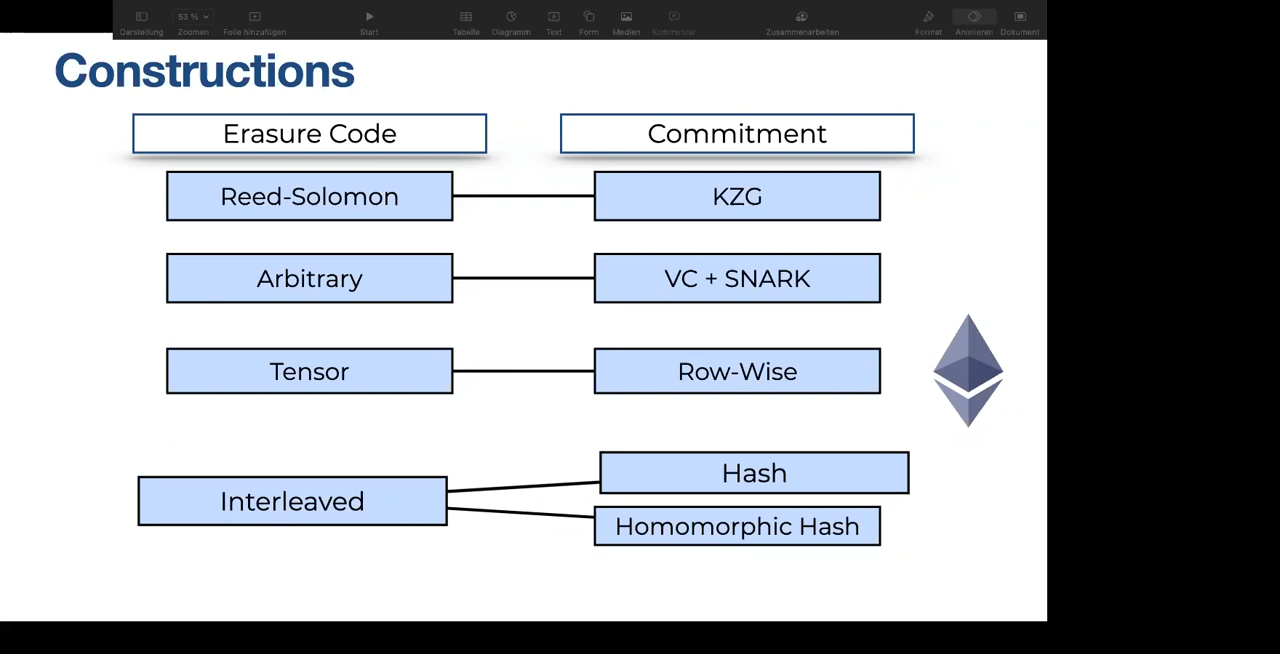 53 %
Darstellung Zoomen Folie hinzufügen Start Tabelle Diagramm Text Form Medien Kommentar Zusammenarbeiten Format Animieren Dokument
Constructions
Erasure Code Commitment
Reed-Solomon KZG
Arbitrary VC + SNARK
Tensor Row-Wise
Hash
Interleaved
Homomorphic Hash